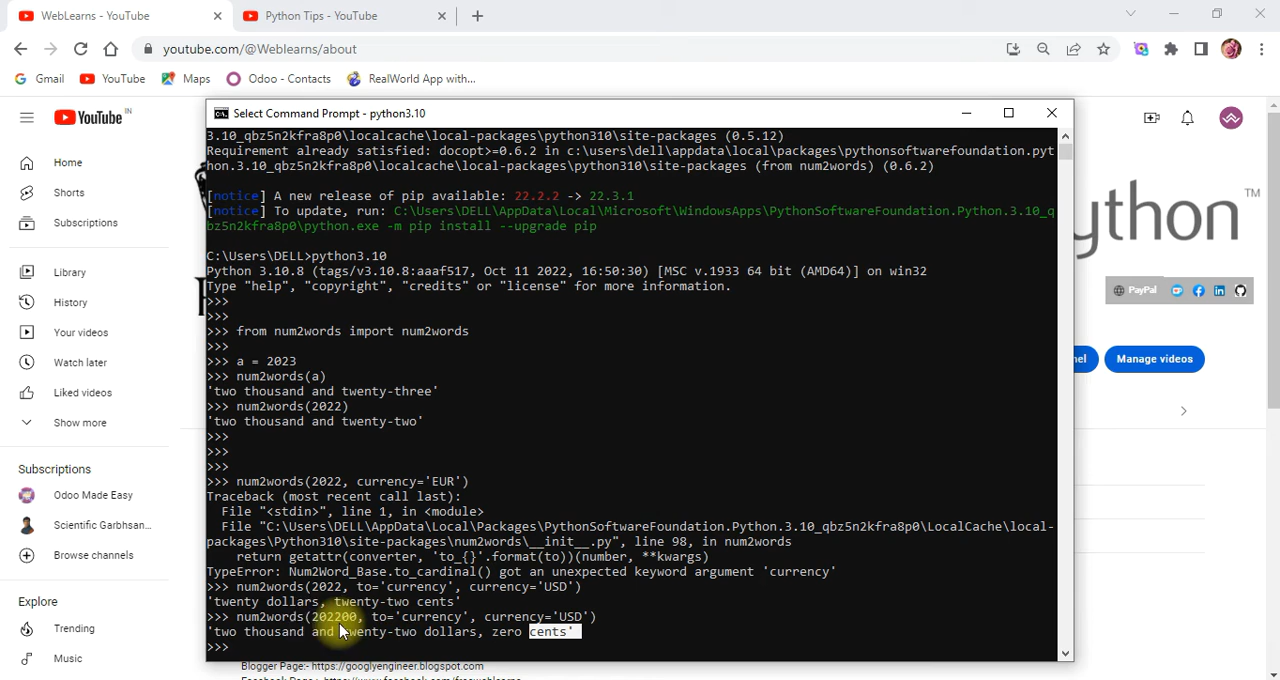 WebLearns - YouTube
Python Tips - YouTube
youtube.com/@Weblearns/about
Gmail YouTube Maps Odoo - Contacts RealWorld App with...
YouTube IN
Home
Shorts
Subscriptions
Library
History
Your videos
Watch later
Liked videos
Show more
Subscriptions
Odoo Made Easy
Scientific Garbhsan...
Browse channels
Explore
Trending
Music
Select Command Prompt - python3.10
3.10_qbz5n2kfra8p0\localcache\local-packages\python310\site-packages (0.5.12)
Requirement already satisfied: docopt>=0.6.2 in c:\users\dell\appdata\local\packages\pythonsoftwarefoundation.pyt
hon.3.10_qbz5n2kfra8p0\localcache\local-packages\python310\site-packages (from num2words) (0.6.2)
[notice] A new release of pip available: 22.2.2 -> 22.3.1
[notice] To update, run: C:\Users\DELL\AppData\Local\Microsoft\WindowsApps\PythonSoftwareFoundation.Python.3.10_q
bz5n2kfra8p0\python.exe -m pip install --upgrade pip
C:\Users\DELL>python3.10
Python 3.10.8 (tags/v3.10.8:aaaf517, Oct 11 2022, 16:50:30) [MSC v.1933 64 bit (AMD64)] on win32
Type "help", "copyright", "credits" or "license" for more information.
>>>
>>>
>>> from num2words import num2words
>>>
>>> a = 2023
>>> num2words(a)
'two thousand and twenty-three'
>>> num2words(2022)
'two thousand and twenty-two'
>>>
>>>
>>>
>>> num2words(2022, currency='EUR')
Traceback (most recent call last):
File "<stdin>", line 1, in <module>
File "C:\Users\DELL\AppData\Local\Packages\PythonSoftwareFoundation.Python.3.10_qbz5n2kfra8p0\LocalCache\local-
packages\Python310\site-packages\num2words\__init__.py", line 98, in num2words
return getattr(converter, 'to_{}'.format(to))(number, **kwargs)
TypeError: Num2Word_Base.to_cardinal() got an unexpected keyword argument 'currency'
>>> num2words(2022, to='currency', currency='USD')
'twenty dollars, twenty-two cents'
>>> num2words(202200, to='currency', currency='USD')
'two thousand and twenty-two dollars, zero cents'
>>>
ython TM
PayPal
nel
Manage videos
Blogger Page:- https://googlyengineer.blogspot.com